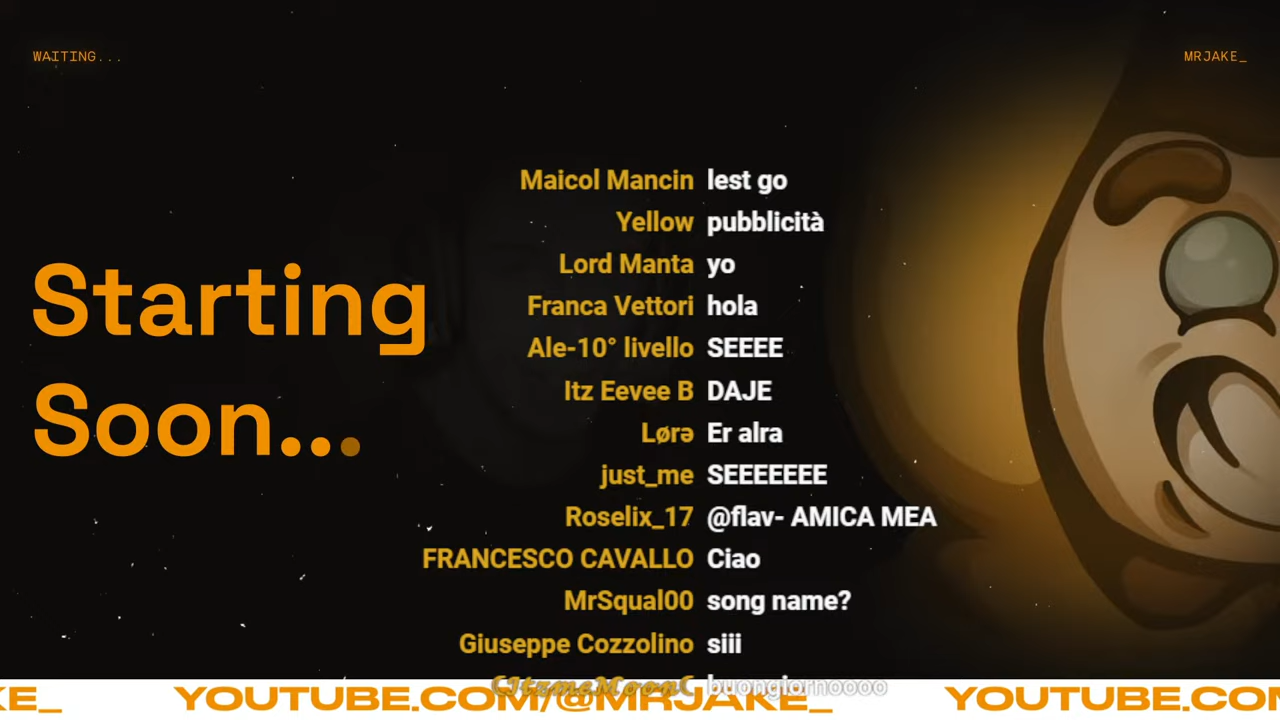 WAITING...
MRJAKE_
Starting
Soon...
Maicol Mancin lest go
Yellow pubblicità
Lord Manta yo
Franca Vettori hola
Ale-10° livello SEEEE
Itz Eevee B DAJE
Lørə Er alra
just_me SEEEEEEE
Roselix_17 @flav- AMICA MEA
FRANCESCO CAVALLO Ciao
MrSqual00 song name?
Giuseppe Cozzolino siii
CItzmeMoonC buongiornoooo
KE_ YOUTUBE.COM/@MRJAKE_ YOUTUBE.CO